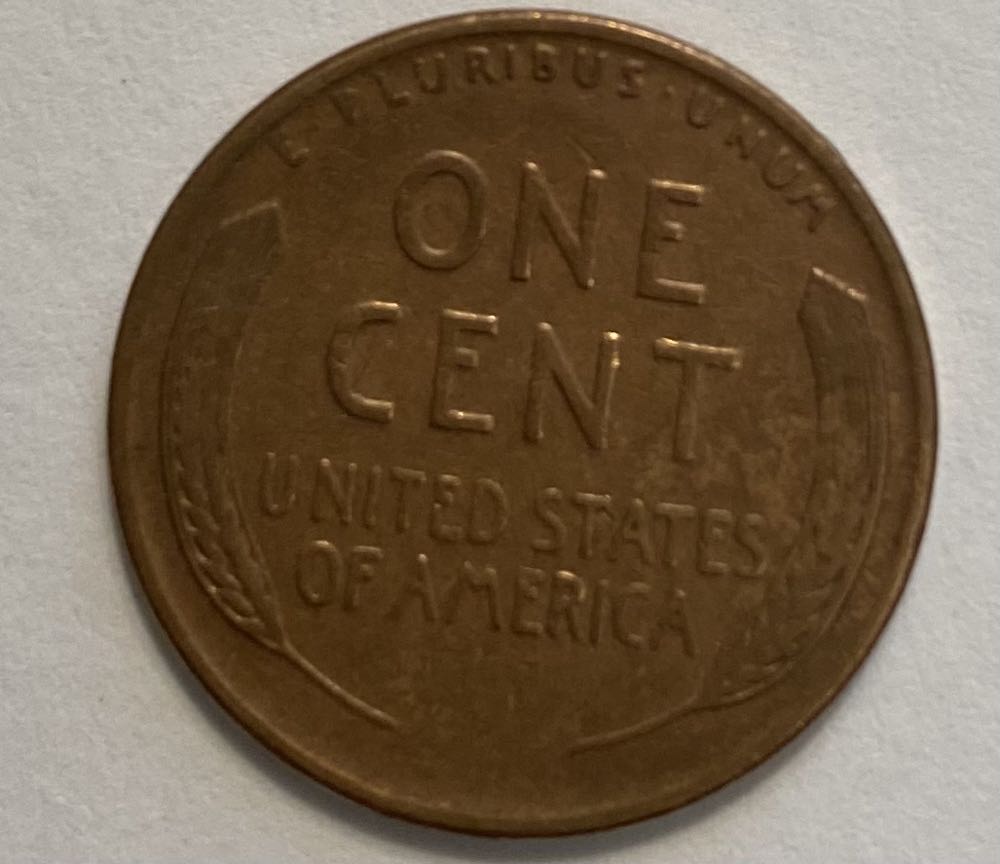 E · PLURIBUS · UNUM
ONE
CENT
UNITED STATES
OF AMERICA